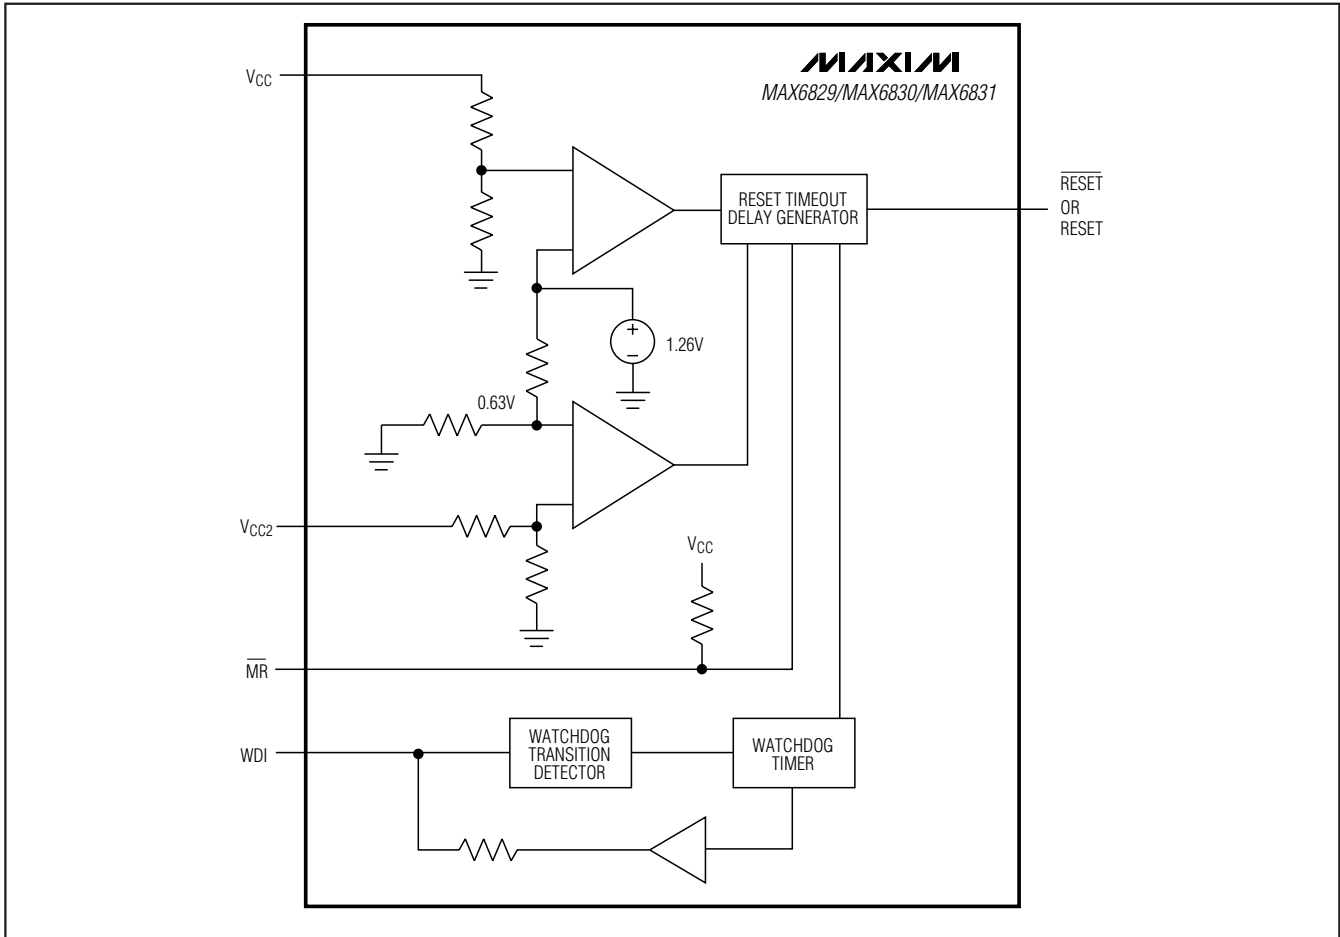 MAXIM
MAX6829/MAX6830/MAX6831
VCC
RESET TIMEOUT
DELAY GENERATOR
RESET
OR
RESET
+
−
1.26V
0.63V
VCC2
VCC
MR
WDI
WATCHDOG
TRANSITION
DETECTOR
WATCHDOG
TIMER